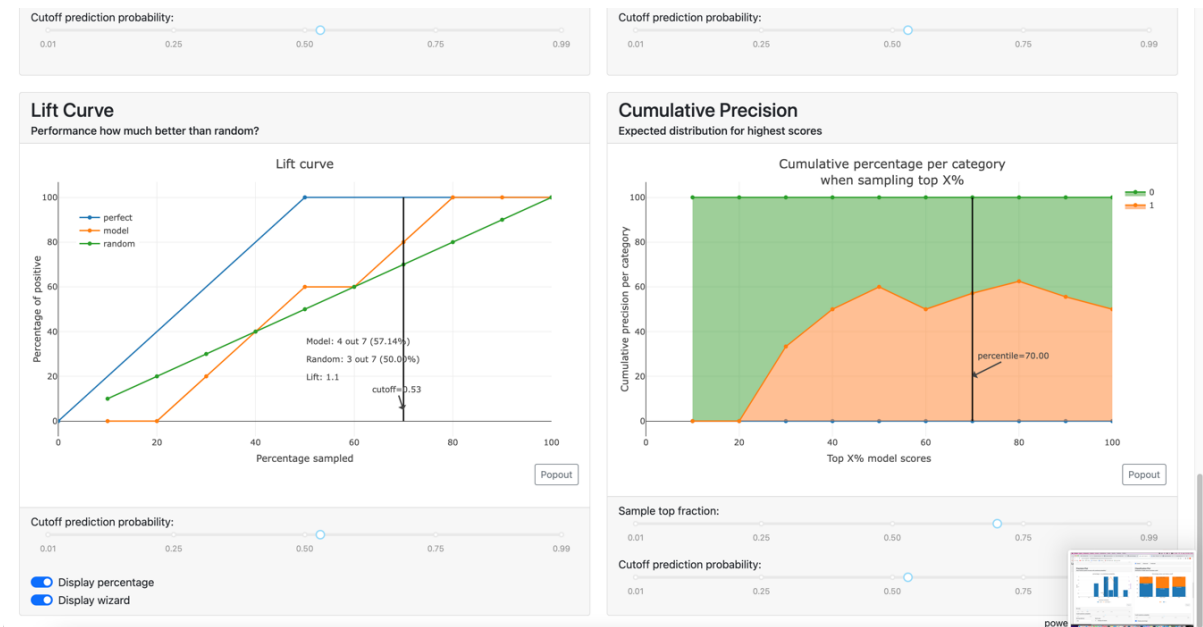 Cutoff prediction probability:
0.01 0.25 0.50 0.75 0.99
Cutoff prediction probability:
0.01 0.25 0.50 0.75 0.99
Lift Curve
Performance how much better than random?
Lift curve
perfect
model
random
Percentage of positive
100
80
60
40
20
0
Model: 4 out 7 (57.14%)
Random: 3 out 7 (50.00%)
Lift: 1.1
cutoff=0.53
0 20 40 60 80 100
Percentage sampled
Popout
Cutoff prediction probability:
0.01 0.25 0.50 0.75 0.99
Display percentage
Display wizard
Cumulative Precision
Expected distribution for highest scores
Cumulative percentage per category
when sampling top X%
0
1
Cumulative precision per category
100
80
60
40
20
0
percentile=70.00
0 20 40 60 80 100
Top X% model scores
Popout
Sample top fraction:
0.01 0.25 0.50 0.75 0.99
Cutoff prediction probability:
0.01 0.25 0.50 0.75
powe